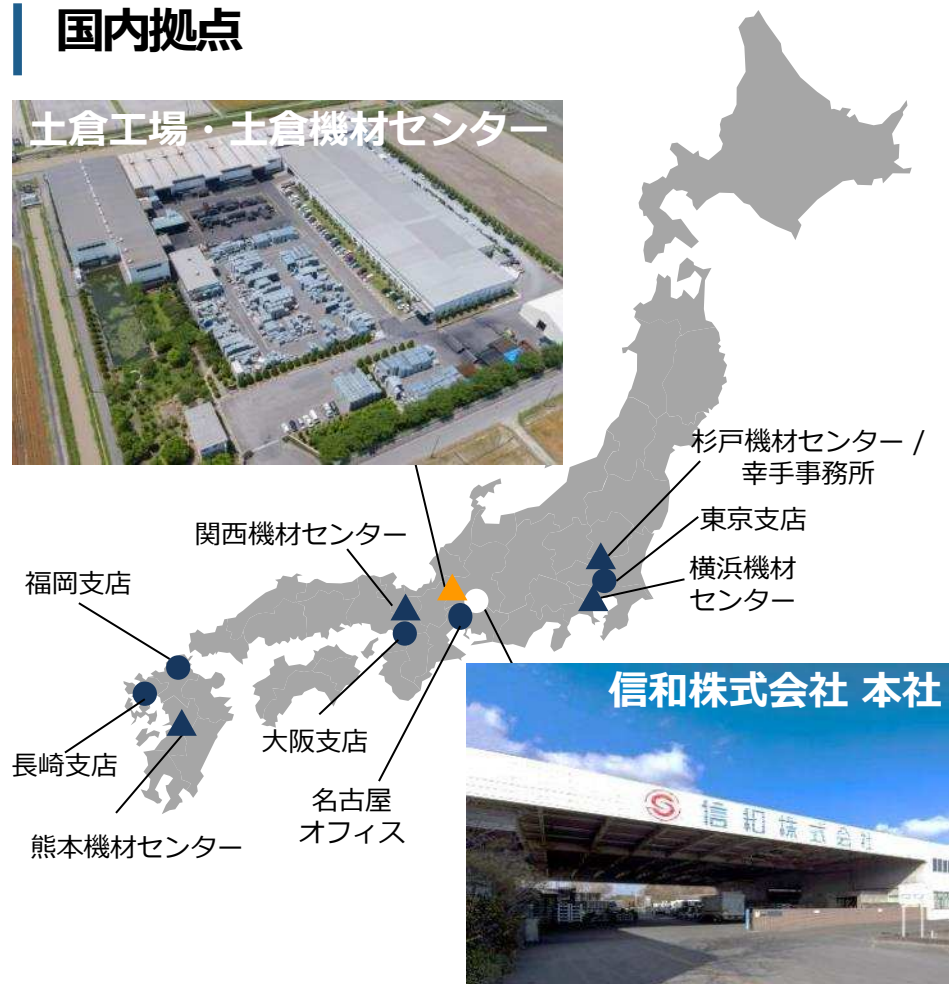 国内拠点
土倉工場・土倉機材センター
杉戸機材センター /
幸手事務所
東京支店
関西機材センター
横浜機材
センター
福岡支店
信和株式会社 本社
大阪支店
長崎支店
名古屋
オフィス
熊本機材センター
信和株式会社